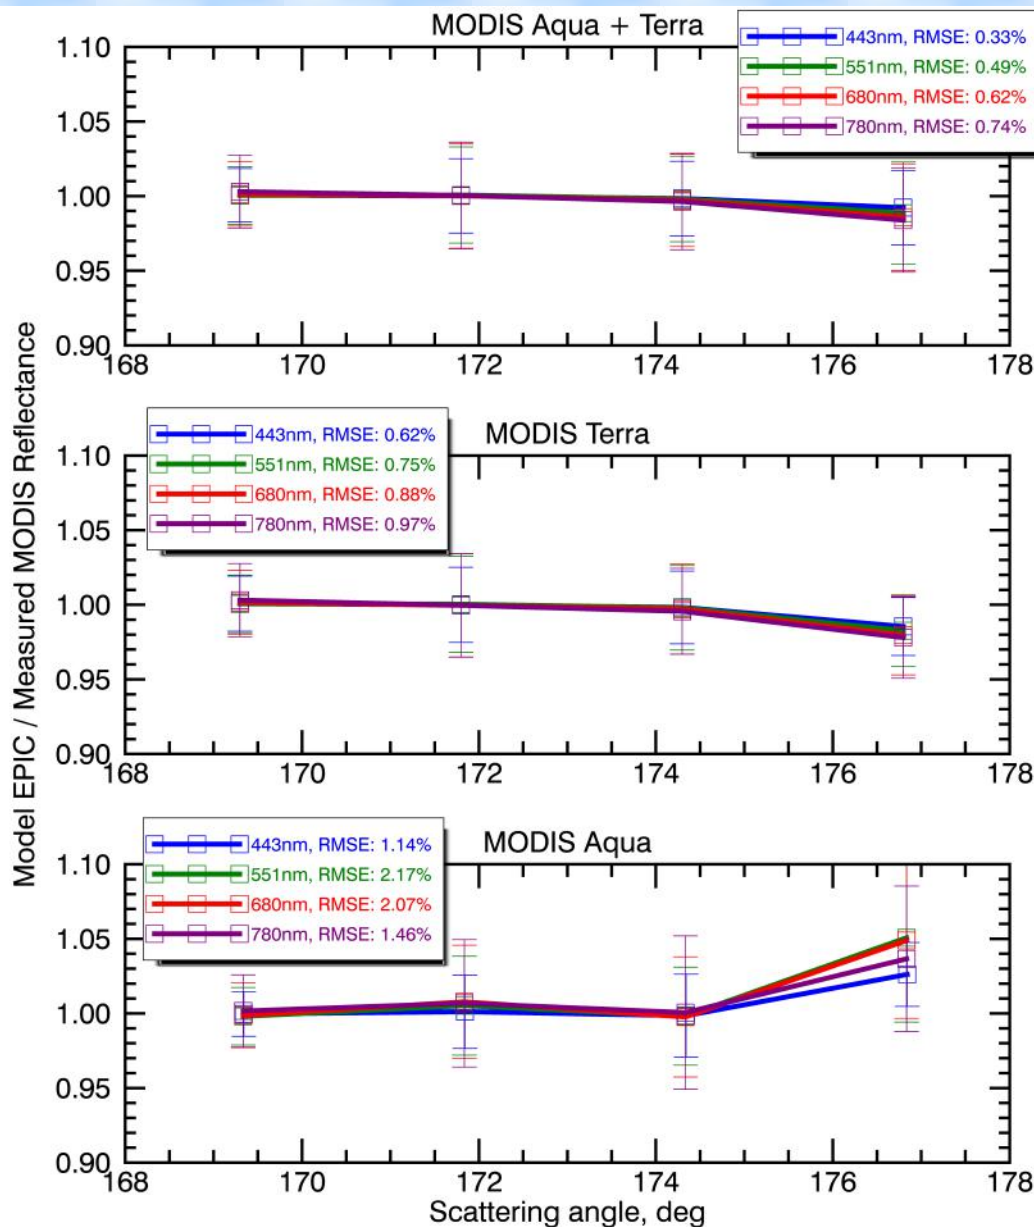 MODIS Aqua + Terra
443nm, RMSE: 0.33%
551nm, RMSE: 0.49%
680nm, RMSE: 0.62%
780nm, RMSE: 0.74%
1.10
1.05
1.00
0.95
0.90
168 170 172 174 176 178
MODIS Terra
443nm, RMSE: 0.62%
551nm, RMSE: 0.75%
680nm, RMSE: 0.88%
780nm, RMSE: 0.97%
1.10
1.05
1.00
0.95
0.90
168 170 172 174 176 178
MODIS Aqua
443nm, RMSE: 1.14%
551nm, RMSE: 2.17%
680nm, RMSE: 2.07%
780nm, RMSE: 1.46%
1.10
1.05
1.00
0.95
0.90
168 170 172 174 176 178
Scattering angle, deg
Model EPIC / Measured MODIS Reflectance